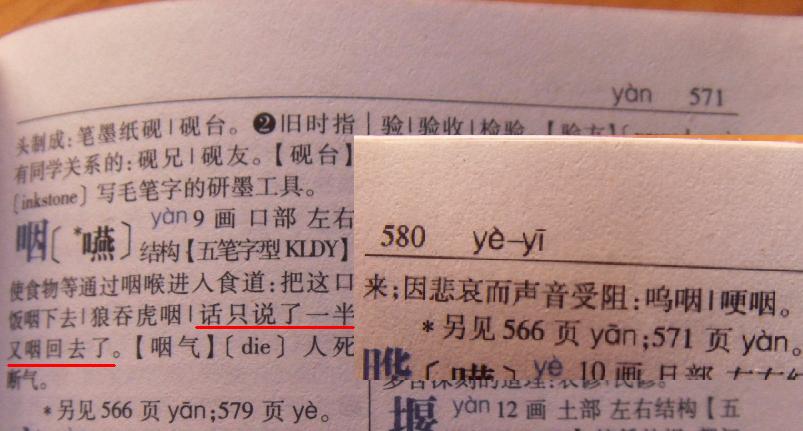 yàn 571
头制成:笔墨纸砚|砚台。❷旧时指
有同学关系的:砚兄|砚友。【砚台】
〔inkstone〕写毛笔字的研墨工具。
咽〔*嚥〕 yàn 9 画 口部 左右
结构【五笔字型 KLDY】
使食物等通过咽喉进入食道:把这口
饭咽下去|狼吞虎咽|话只说了一半
又咽回去了。【咽气】〔die〕人死
断气。
*另见 566 页 yān;579 页 yè。
验|验收|检验
580 yè-yī
来;因悲哀而声音受阻:呜咽|哽咽。
*另见 566 页 yān;571 页 yàn。
yè 10 画 日部 左右结
堰 yàn 12 画 土部 左右结构【五